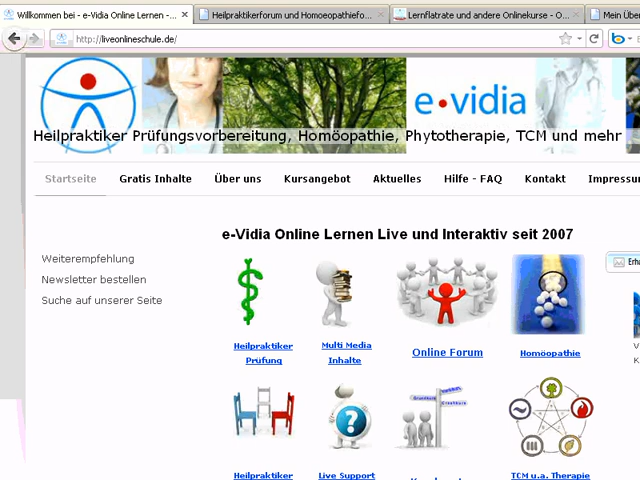 Willkommen bei - e-Vidia Online Lernen -...
Heilpraktikerforum und Homoeopathiefo...
Lernflatrate und andere Onlinekurse - O...
Mein Über
http://liveonlineschule.de/
e•vidia
Heilpraktiker Prüfungsvorbereitung, Homöopathie, Phytotherapie, TCM und mehr
Startseite
Gratis Inhalte
Über uns
Kursangebot
Aktuelles
Hilfe - FAQ
Kontakt
Impressu
e-Vidia Online Lernen Live und Interaktiv seit 2007
Weiterempfehlung
Newsletter bestellen
Suche auf unserer Seite
Erha
Heilpraktiker
Prüfung
Multi Media
Inhalte
Online Forum
Homöopathie
V
K
?
Heilpraktiker
Live Support
TCM u.a. Therapie